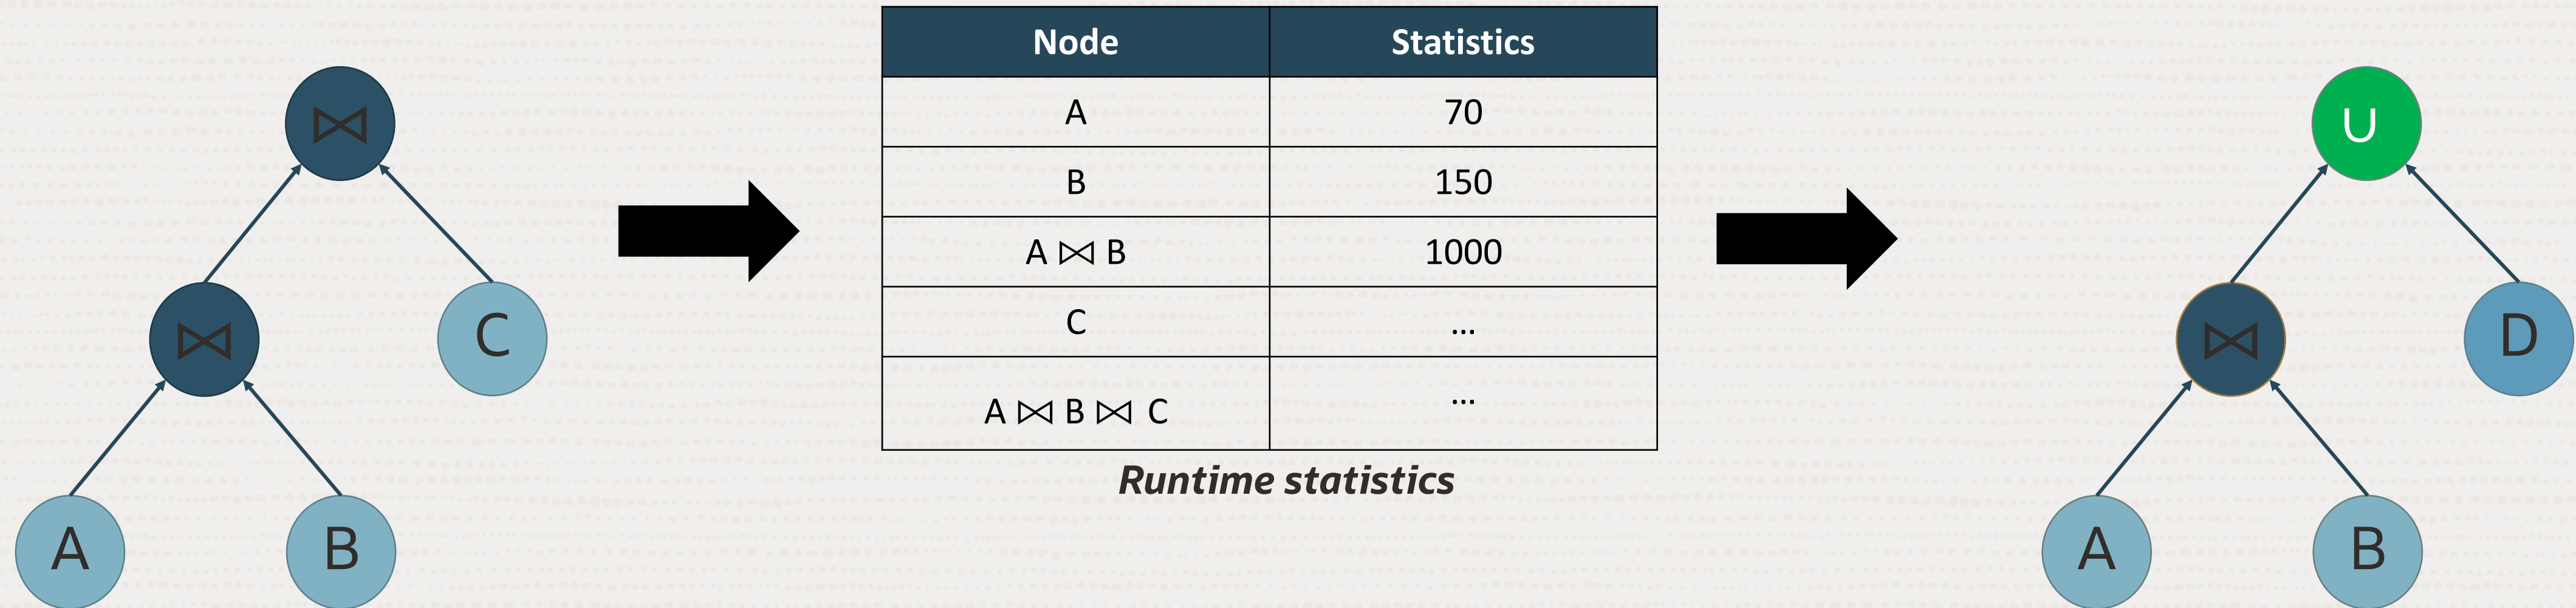 ⋈
⋈
C
A
B
Node Statistics
A 70
B 150
A ⋈ B 1000
C ...
A ⋈ B ⋈ C ...
Runtime statistics
∪
⋈
D
A
B